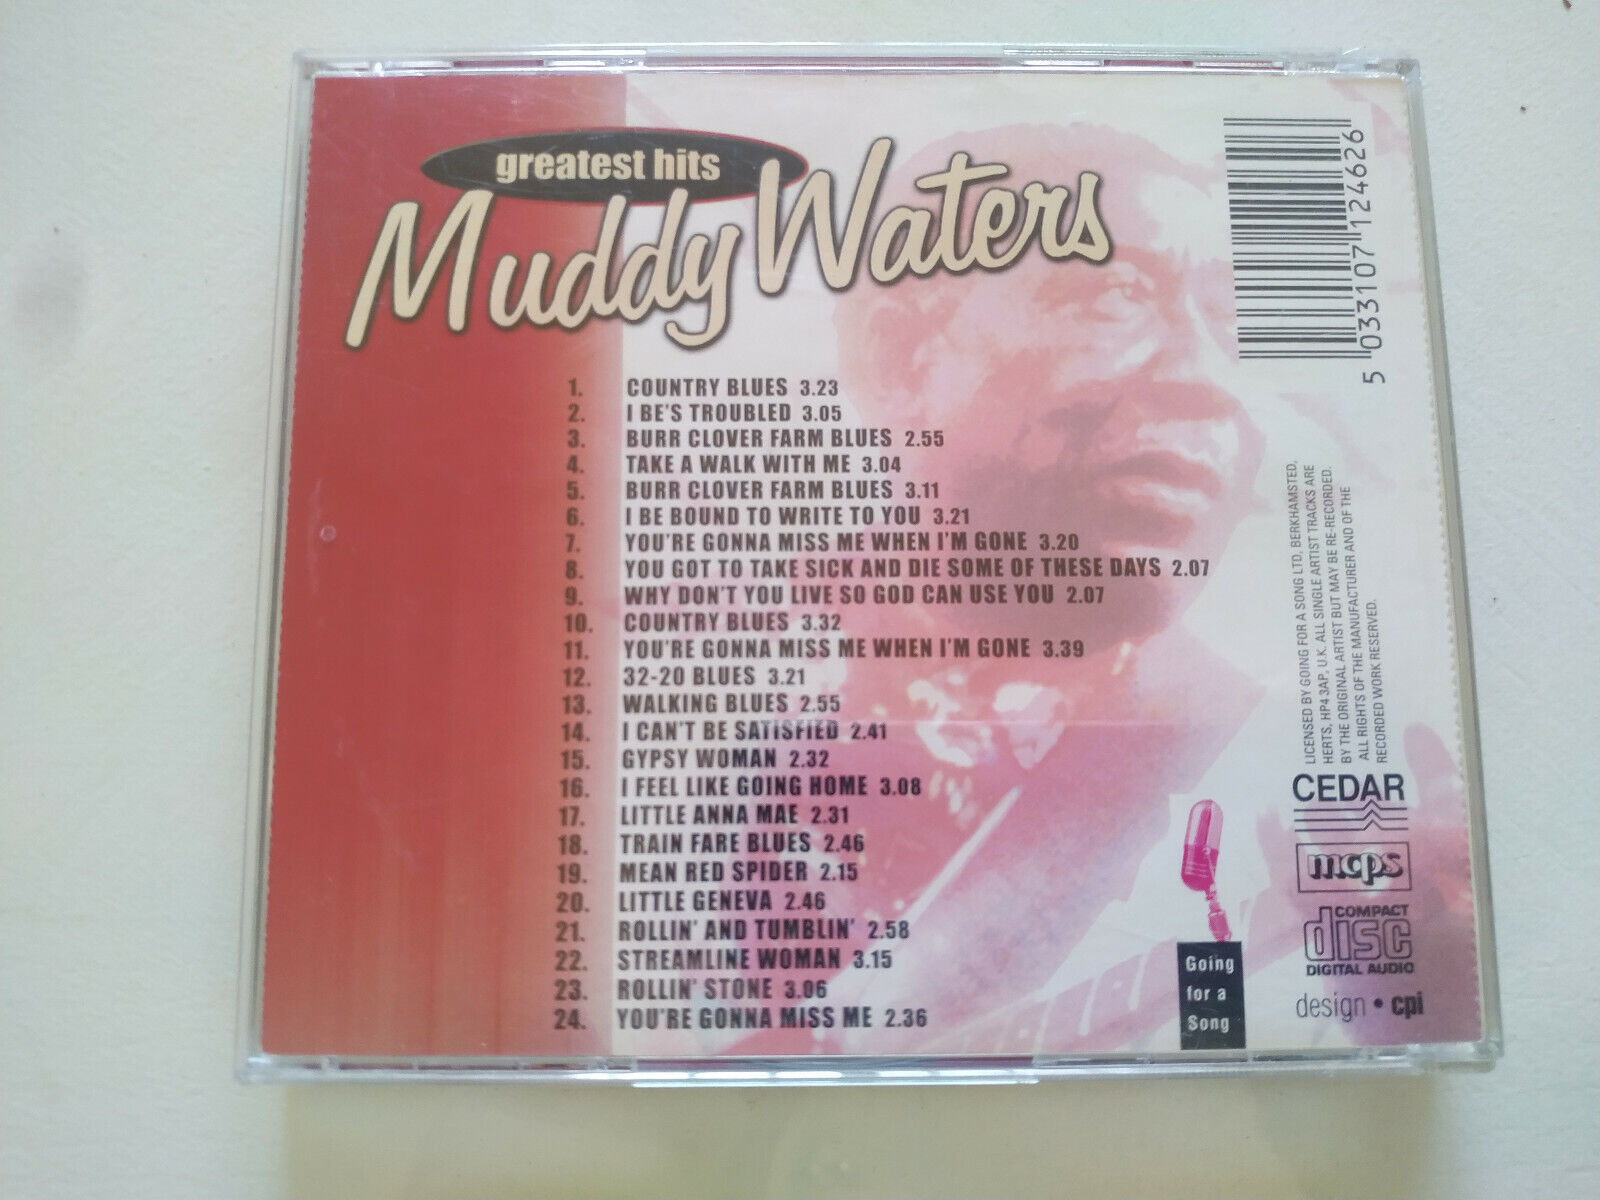 greatest hits
Muddy Waters
1. COUNTRY BLUES 3.23
2. I BE'S TROUBLED 3.05
3. BURR CLOVER FARM BLUES 2.55
4. TAKE A WALK WITH ME 3.04
5. BURR CLOVER FARM BLUES 3.11
6. I BE BOUND TO WRITE TO YOU 3.21
7. YOU'RE GONNA MISS ME WHEN I'M GONE 3.20
8. YOU GOT TO TAKE SICK AND DIE SOME OF THESE DAYS 2.07
9. WHY DON'T YOU LIVE SO GOD CAN USE YOU 2.07
10. COUNTRY BLUES 3.32
11. YOU'RE GONNA MISS ME WHEN I'M GONE 3.39
12. 32-20 BLUES 3.21
13. WALKING BLUES 2.55
14. I CAN'T BE SATISFIED 2.41
15. GYPSY WOMAN 2.32
16. I FEEL LIKE GOING HOME 3.08
17. LITTLE ANNA MAE 2.31
18. TRAIN FARE BLUES 2.46
19. MEAN RED SPIDER 2.15
20. LITTLE GENEVA 2.46
21. ROLLIN' AND TUMBLIN' 2.58
22. STREAMLINE WOMAN 3.15
23. ROLLIN' STONE 3.06
24. YOU'RE GONNA MISS ME 2.36
5 033107 124626
LICENSED BY GOING FOR A SONG LTD, BERKHAMSTED,
HERTS, HP4 3AP, U.K. ALL SINGLE ARTIST TRACKS ARE
BY THE ORIGINAL ARTIST BUT MAY BE RE-RECORDED.
ALL RIGHTS OF THE MANUFACTURER AND OF THE
RECORDED WORK RESERVED.
CEDAR
mcps
COMPACT
disc
DIGITAL AUDIO
design • cpi
Going
for a
Song